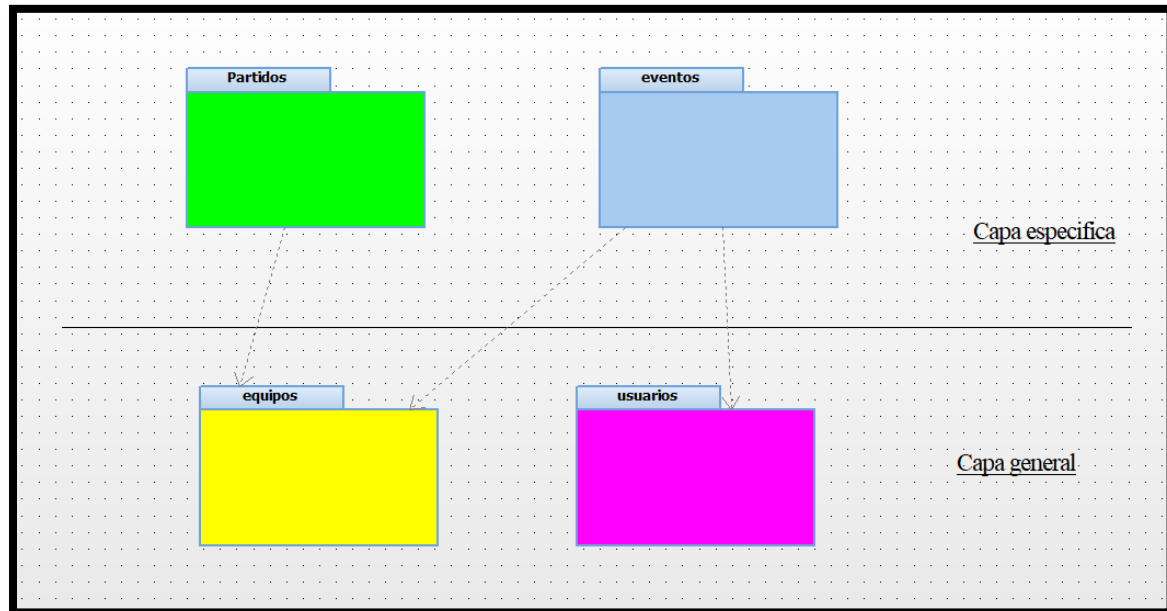 Partidos
eventos
Capa especifica
equipos
usuarios
Capa general